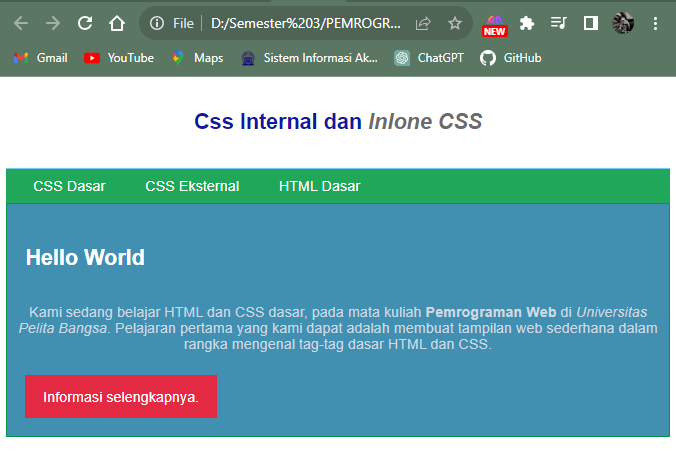 File D:/Semester%203/PEMROGR...
NEW
Gmail YouTube Maps Sistem Informasi Ak... ChatGPT GitHub
Css Internal dan Inlone CSS
CSS Dasar CSS Eksternal HTML Dasar
Hello World
Kami sedang belajar HTML dan CSS dasar, pada mata kuliah Pemrograman Web di Universitas
Pelita Bangsa. Pelajaran pertama yang kami dapat adalah membuat tampilan web sederhana dalam
rangka mengenal tag-tag dasar HTML dan CSS.
Informasi selengkapnya.